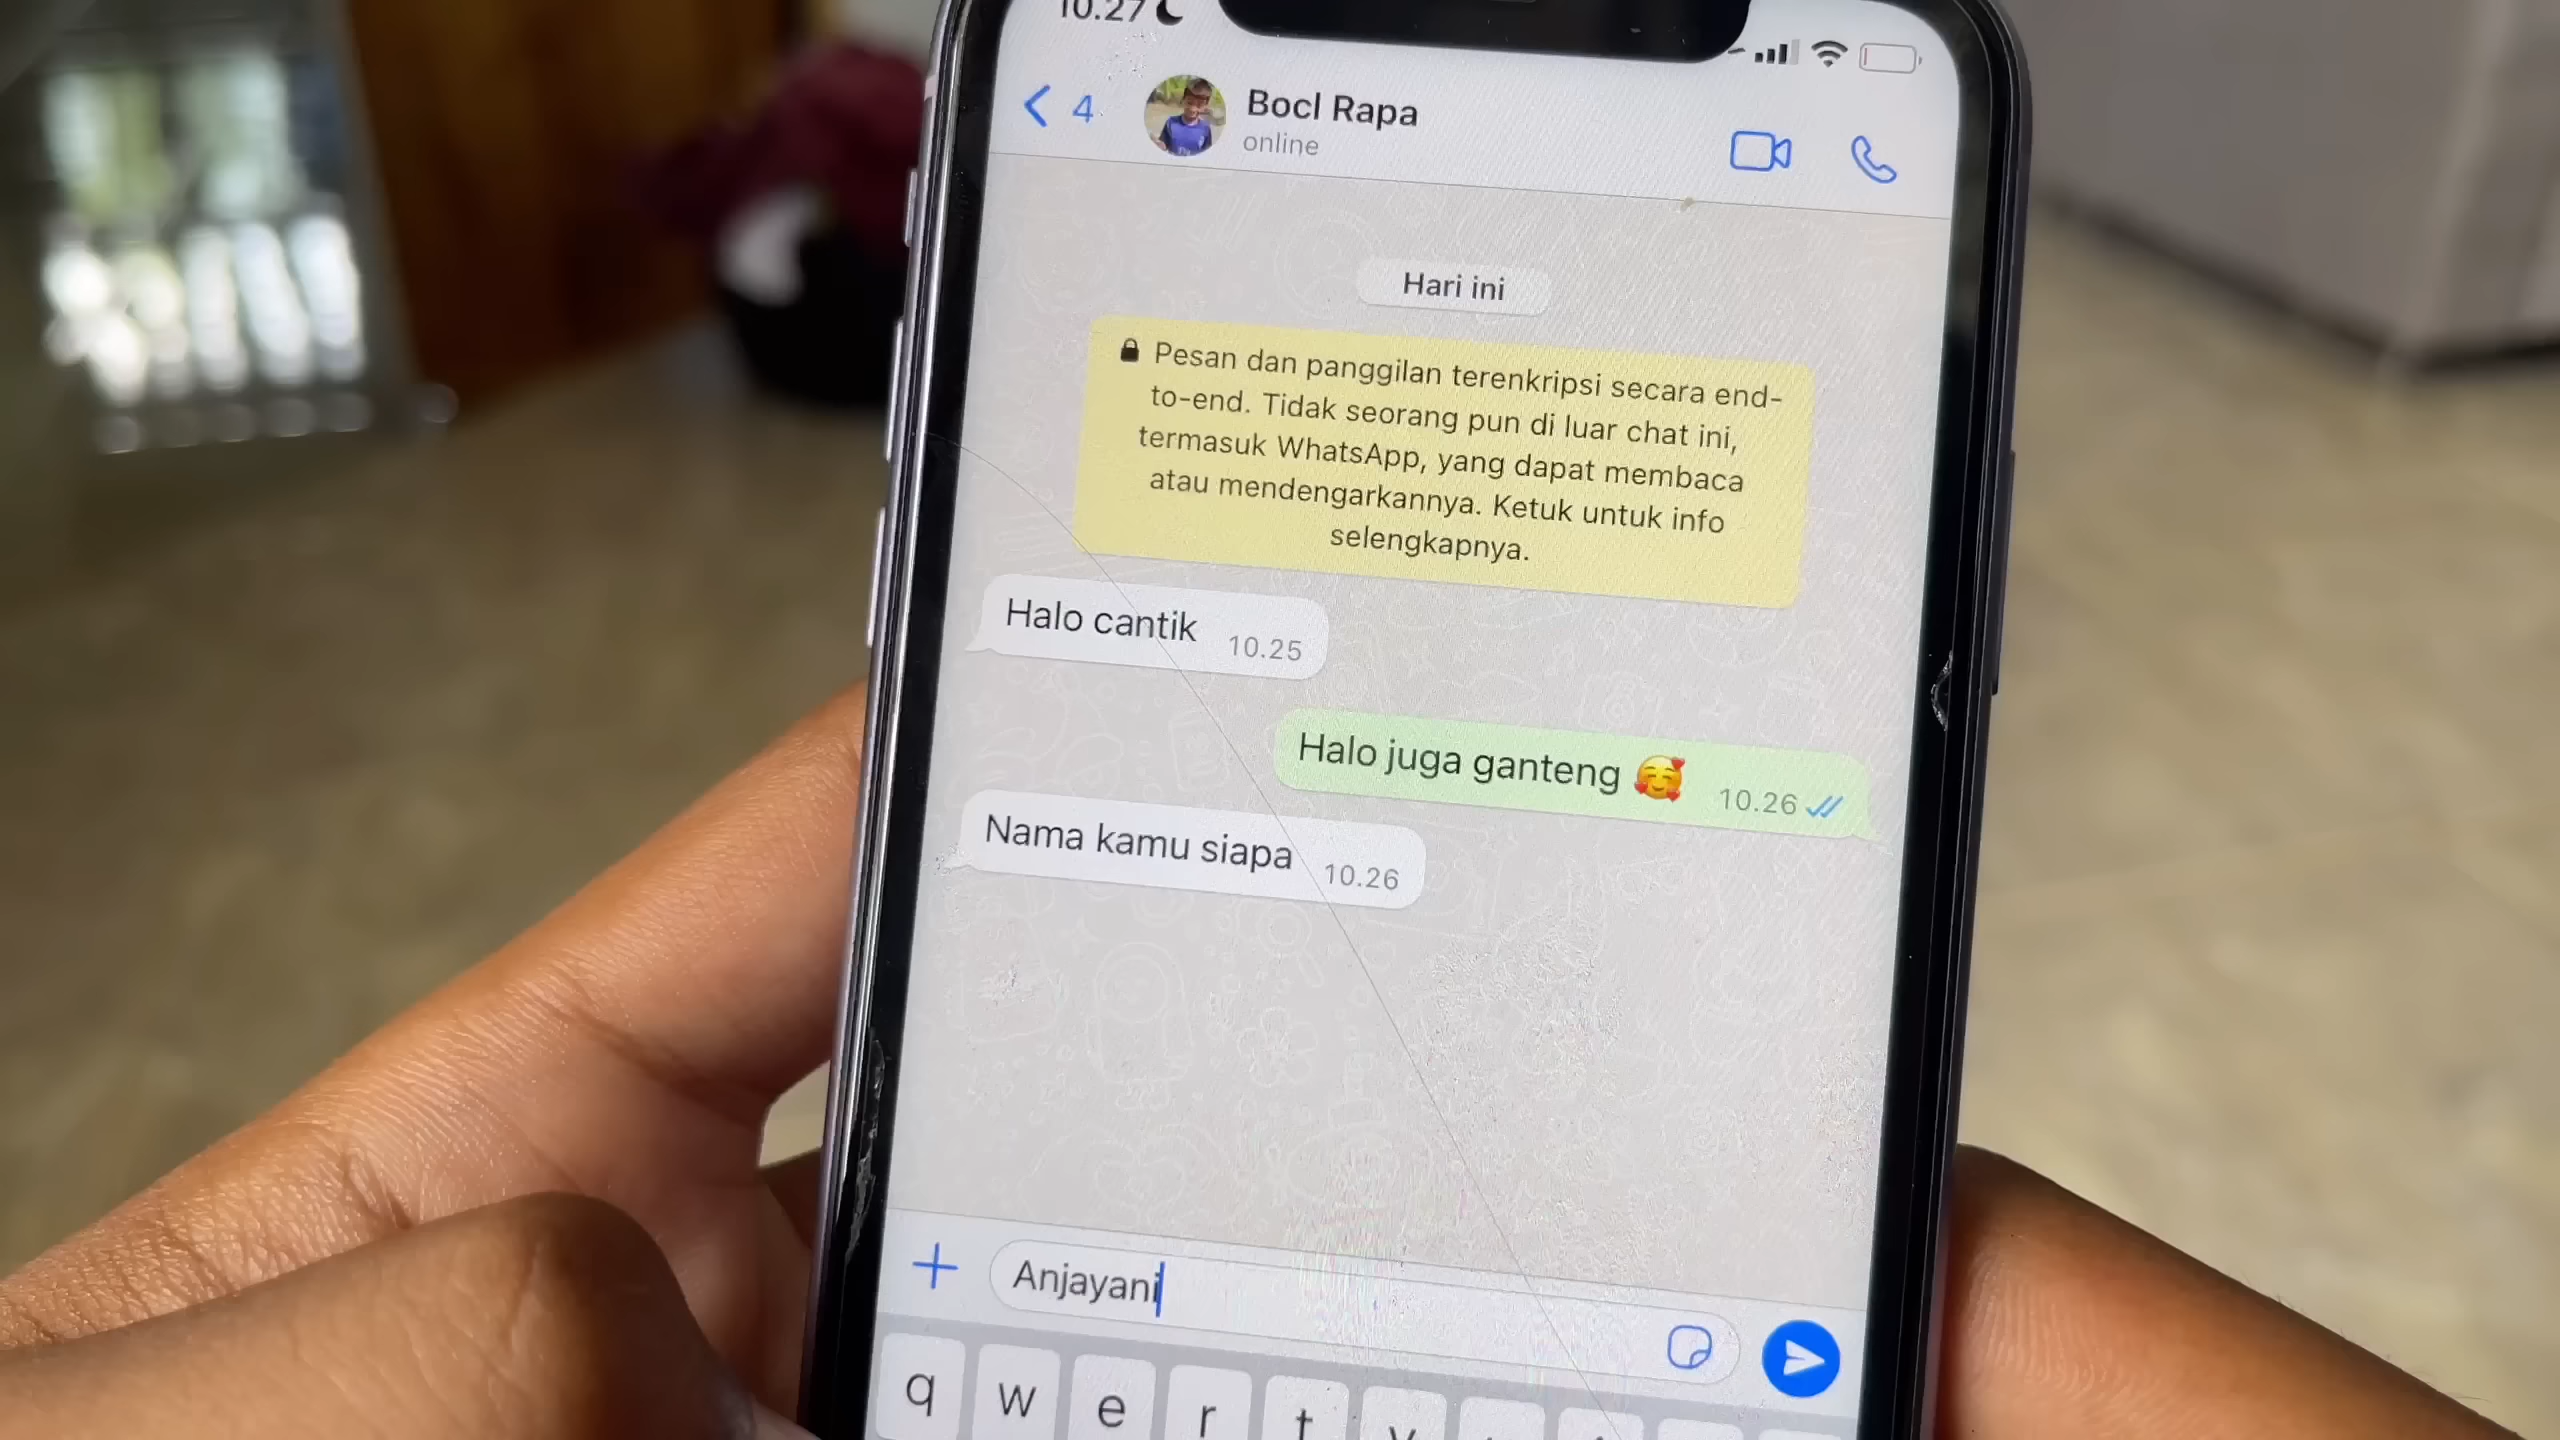 10.27
4
Bocl Rapa
online
Hari ini
Pesan dan panggilan terenkripsi secara end-
to-end. Tidak seorang pun di luar chat ini,
termasuk WhatsApp, yang dapat membaca
atau mendengarkannya. Ketuk untuk info
selengkapnya.
Halo cantik 10.25
Halo juga ganteng 🥰 10.26
Nama kamu siapa 10.26
Anjayani
q w e r t